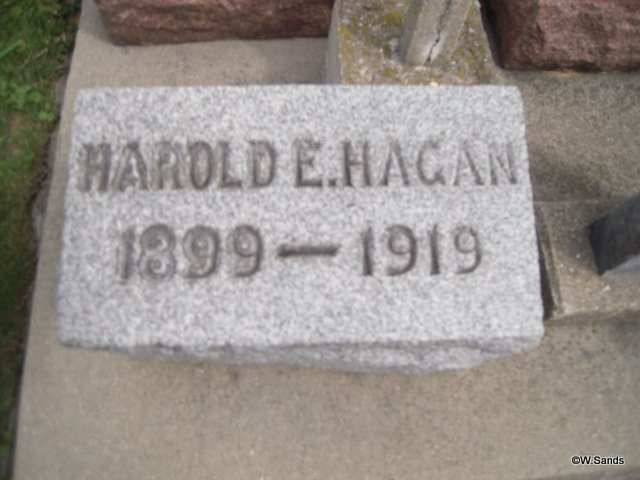 HAROLD E. HAGAN
1899 — 1919
©W.Sands